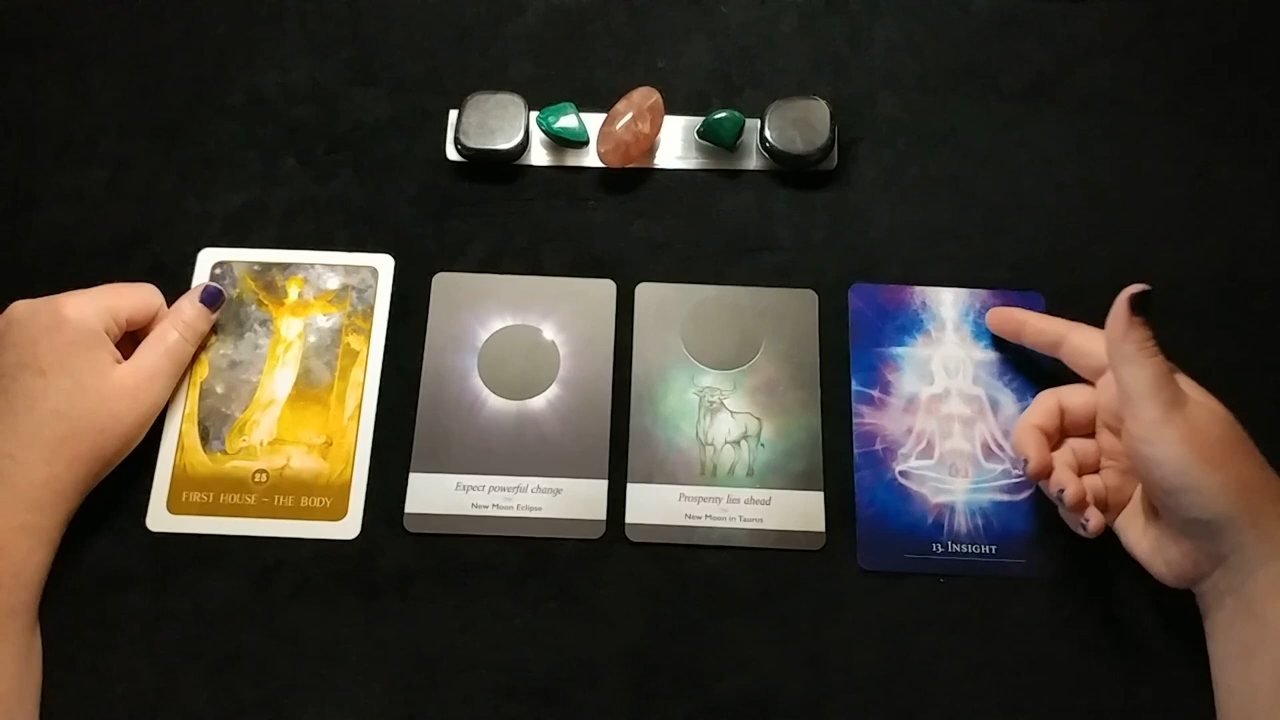 25
FIRST HOUSE - THE BODY
Expect powerful change
New Moon Eclipse
Prosperity lies ahead
New Moon in Taurus
13. INSIGHT